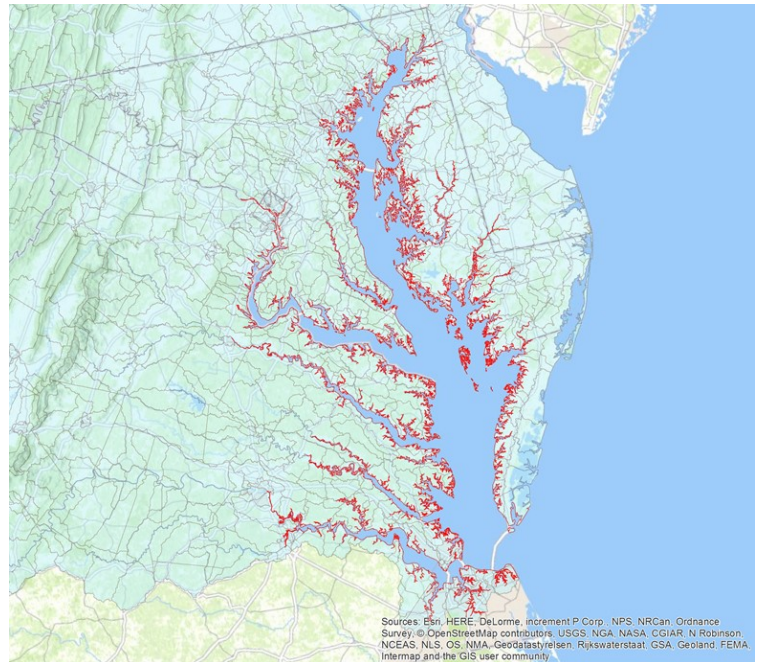 Sources: Esri, HERE, DeLorme, increment P Corp., NPS, NRCan, Ordnance
Survey, © OpenStreetMap contributors, USGS, NGA, NASA, CGIAR, N Robinson,
NCEAS, NLS, OS, NMA, Geodatastyrelsen, Rijkswaterstaat, GSA, Geoland, FEMA,
Intermap and the GIS user community